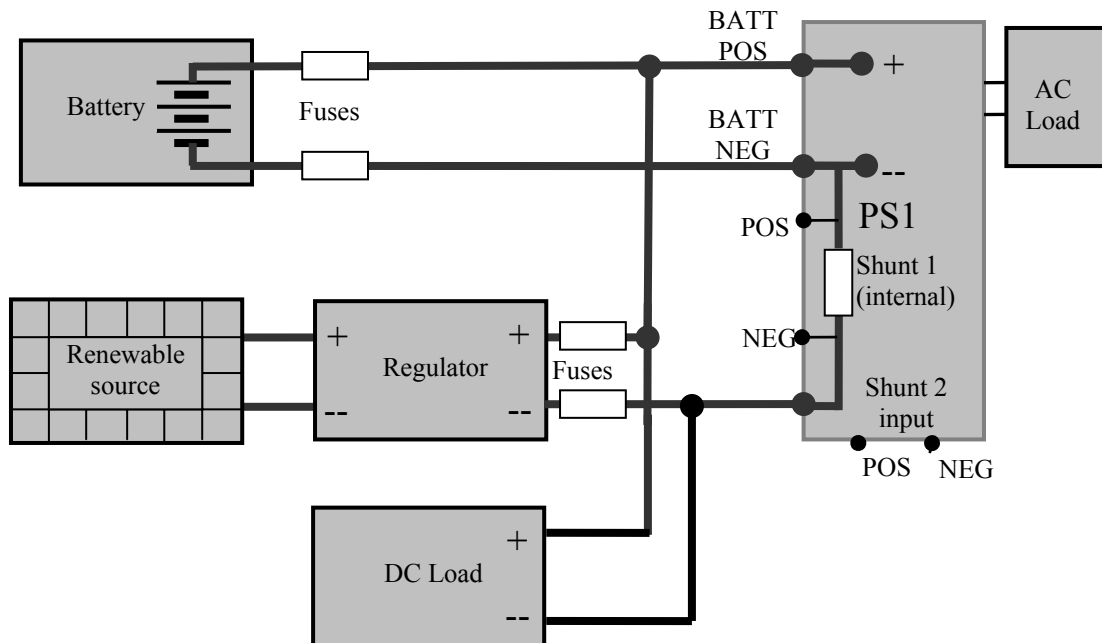 BATT
POS
+
AC
Load
Battery
Fuses
BATT
NEG
--
POS
PS1
Shunt 1
(internal)
NEG
Renewable
source
+
--
Regulator
+
--
Fuses
Shunt 2
input
POS
NEG
DC Load
+
--